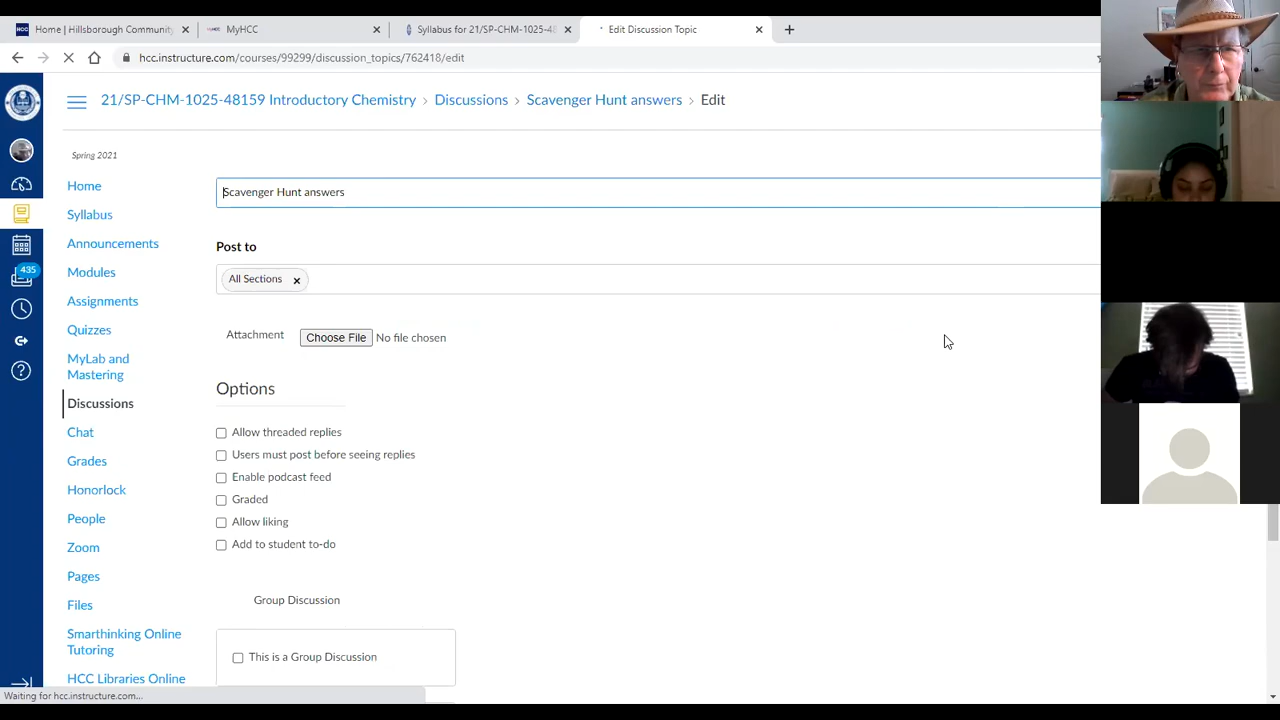 Home | Hillsborough Community
MyHCC
Syllabus for 21/SP-CHM-1025-48
Edit Discussion Topic
hcc.instructure.com/courses/99299/discussion_topics/762418/edit
21/SP-CHM-1025-48159 Introductory Chemistry › Discussions › Scavenger Hunt answers › Edit
Spring 2021
Home
Syllabus
Announcements
Modules
Assignments
Quizzes
MyLab and
Mastering
Discussions
Chat
Grades
Honorlock
People
Zoom
Pages
Files
Smarthinking Online
Tutoring
HCC Libraries Online
435
Scavenger Hunt answers
Post to
All Sections
Attachment
Choose File No file chosen
Options
Allow threaded replies
Users must post before seeing replies
Enable podcast feed
Graded
Allow liking
Add to student to-do
Group Discussion
This is a Group Discussion
Waiting for hcc.instructure.com...